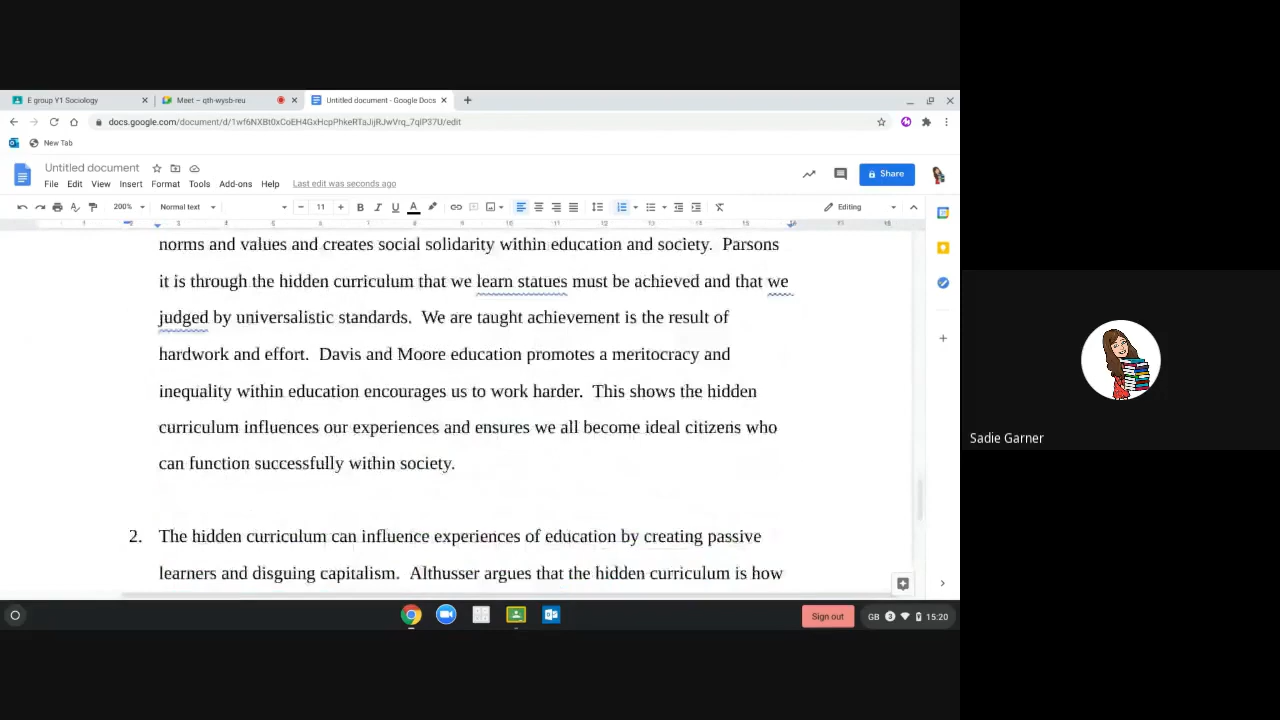 E group Y1 Sociology
Meet – qth-wysb-reu
Untitled document - Google Docs
docs.google.com/document/d/1wf6NXBt0xCoEH4GxHcpPhkeRTaJijRJwVrq_7qlP37U/edit
New Tab
Untitled document
File Edit View Insert Format Tools Add-ons Help Last edit was seconds ago
Share
200% Normal text 11 B I U A Editing
norms and values and creates social solidarity within education and society. Parsons
it is through the hidden curriculum that we learn statues must be achieved and that we
judged by universalistic standards. We are taught achievement is the result of
hardwork and effort. Davis and Moore education promotes a meritocracy and
inequality within education encourages us to work harder. This shows the hidden
curriculum influences our experiences and ensures we all become ideal citizens who
can function successfully within society.
2. The hidden curriculum can influence experiences of education by creating passive
learners and disguing capitalism. Althusser argues that the hidden curriculum is how
Sadie Garner
Sign out
GB 3 15:20